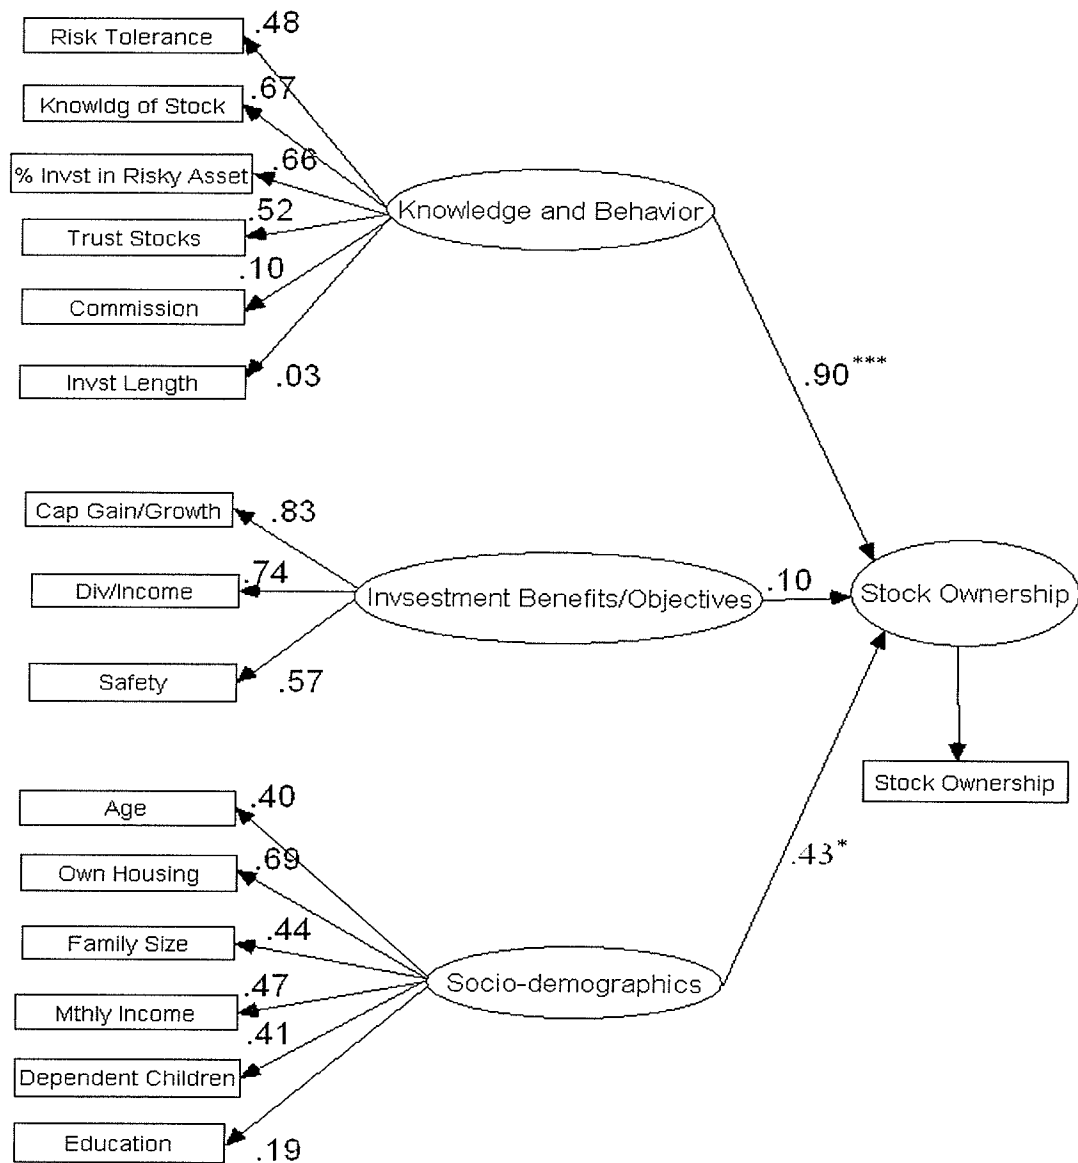 Risk Tolerance
.48
Knowldg of Stock
.67
% Invst in Risky Asset
.66
Trust Stocks
.52
Commission
.10
Invst Length
.03
Knowledge and Behavior
.90***
Cap Gain/Growth
.83
Div/Income
.74
Safety
.57
Invsestment Benefits/Objectives
.10
Stock Ownership
Stock Ownership
Age
.40
Own Housing
.69
Family Size
.44
Mthly Income
.47
Dependent Children
.41
Education
.19
Socio-demographics
.43*